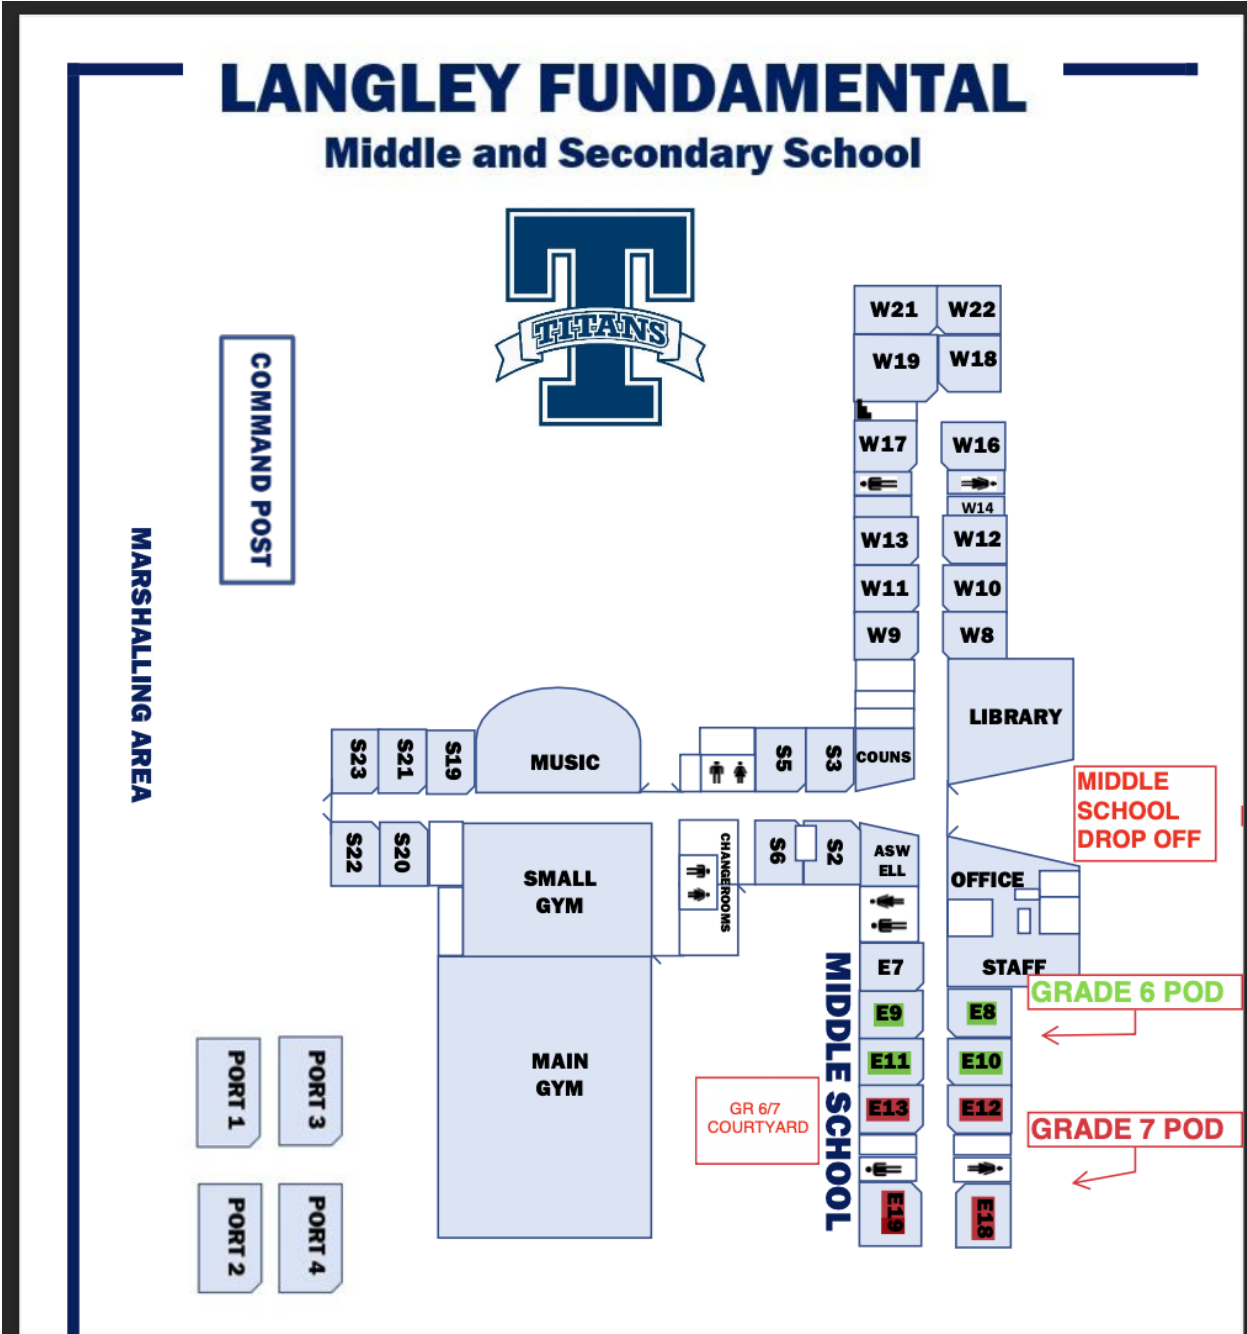 LANGLEY FUNDAMENTAL
Middle and Secondary School
TITANS
COMMAND POST
MARSHALLING AREA
W21
W22
W19
W18
W17
W16
W14
W13
W12
W11
W10
W9
W8
LIBRARY
S23
S21
S19
MUSIC
S5
S3
COUNS
MIDDLE
SCHOOL
DROP OFF
S22
S20
SMALL
GYM
CHANGEROOMS
S6
S2
ASW
ELL
OFFICE
E7
STAFF
MIDDLE SCHOOL
GRADE 6 POD
E9
E8
E11
E10
MAIN
GYM
PORT 1
PORT 3
GR 6/7
COURTYARD
E13
E12
GRADE 7 POD
PORT 2
PORT 4
E19
E18